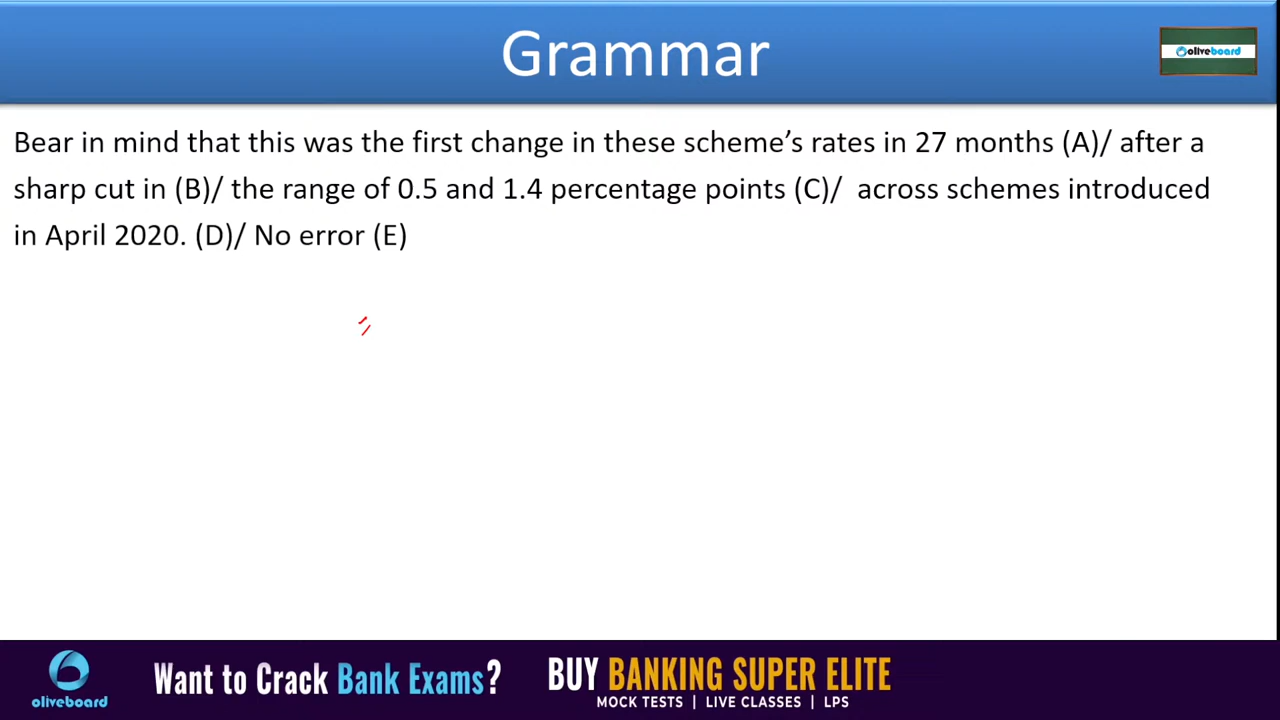 Grammar
oliveboard
Bear in mind that this was the first change in these scheme’s rates in 27 months (A)/ after a
sharp cut in (B)/ the range of 0.5 and 1.4 percentage points (C)/ across schemes introduced
in April 2020. (D)/ No error (E)
oliveboard
Want to Crack Bank Exams?
BUY BANKING SUPER ELITE
MOCK TESTS | LIVE CLASSES | LPS